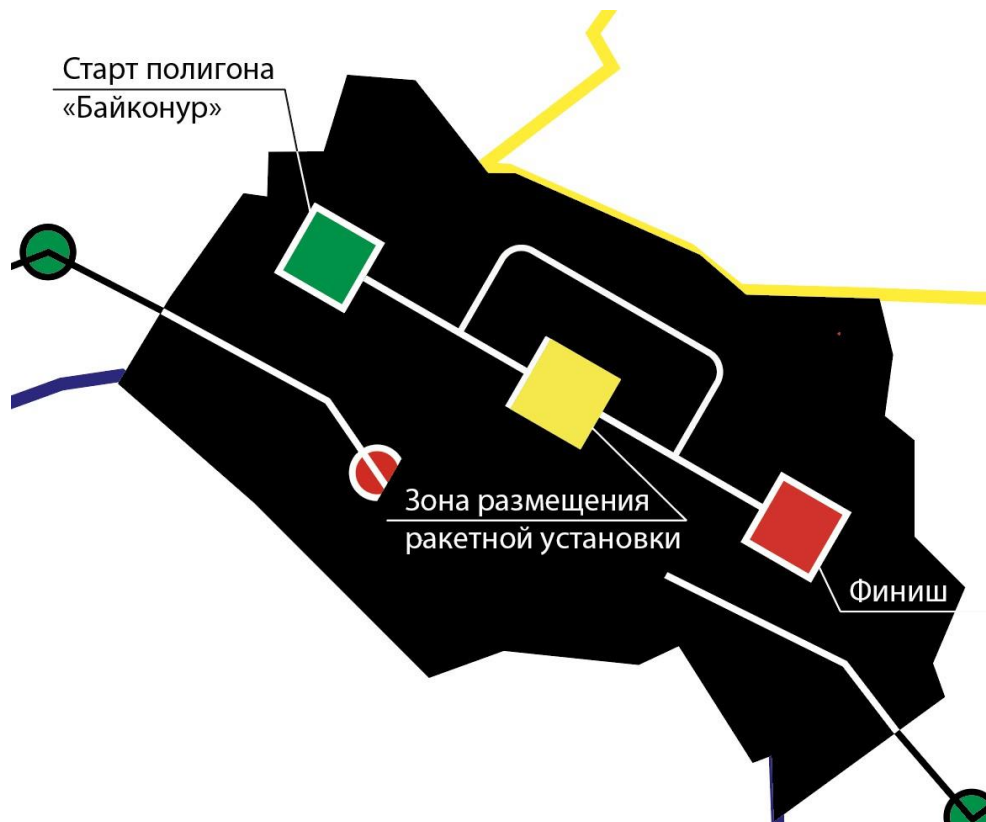 Старт полигона
«Байконур»
Зона размещения
ракетной установки
Финиш